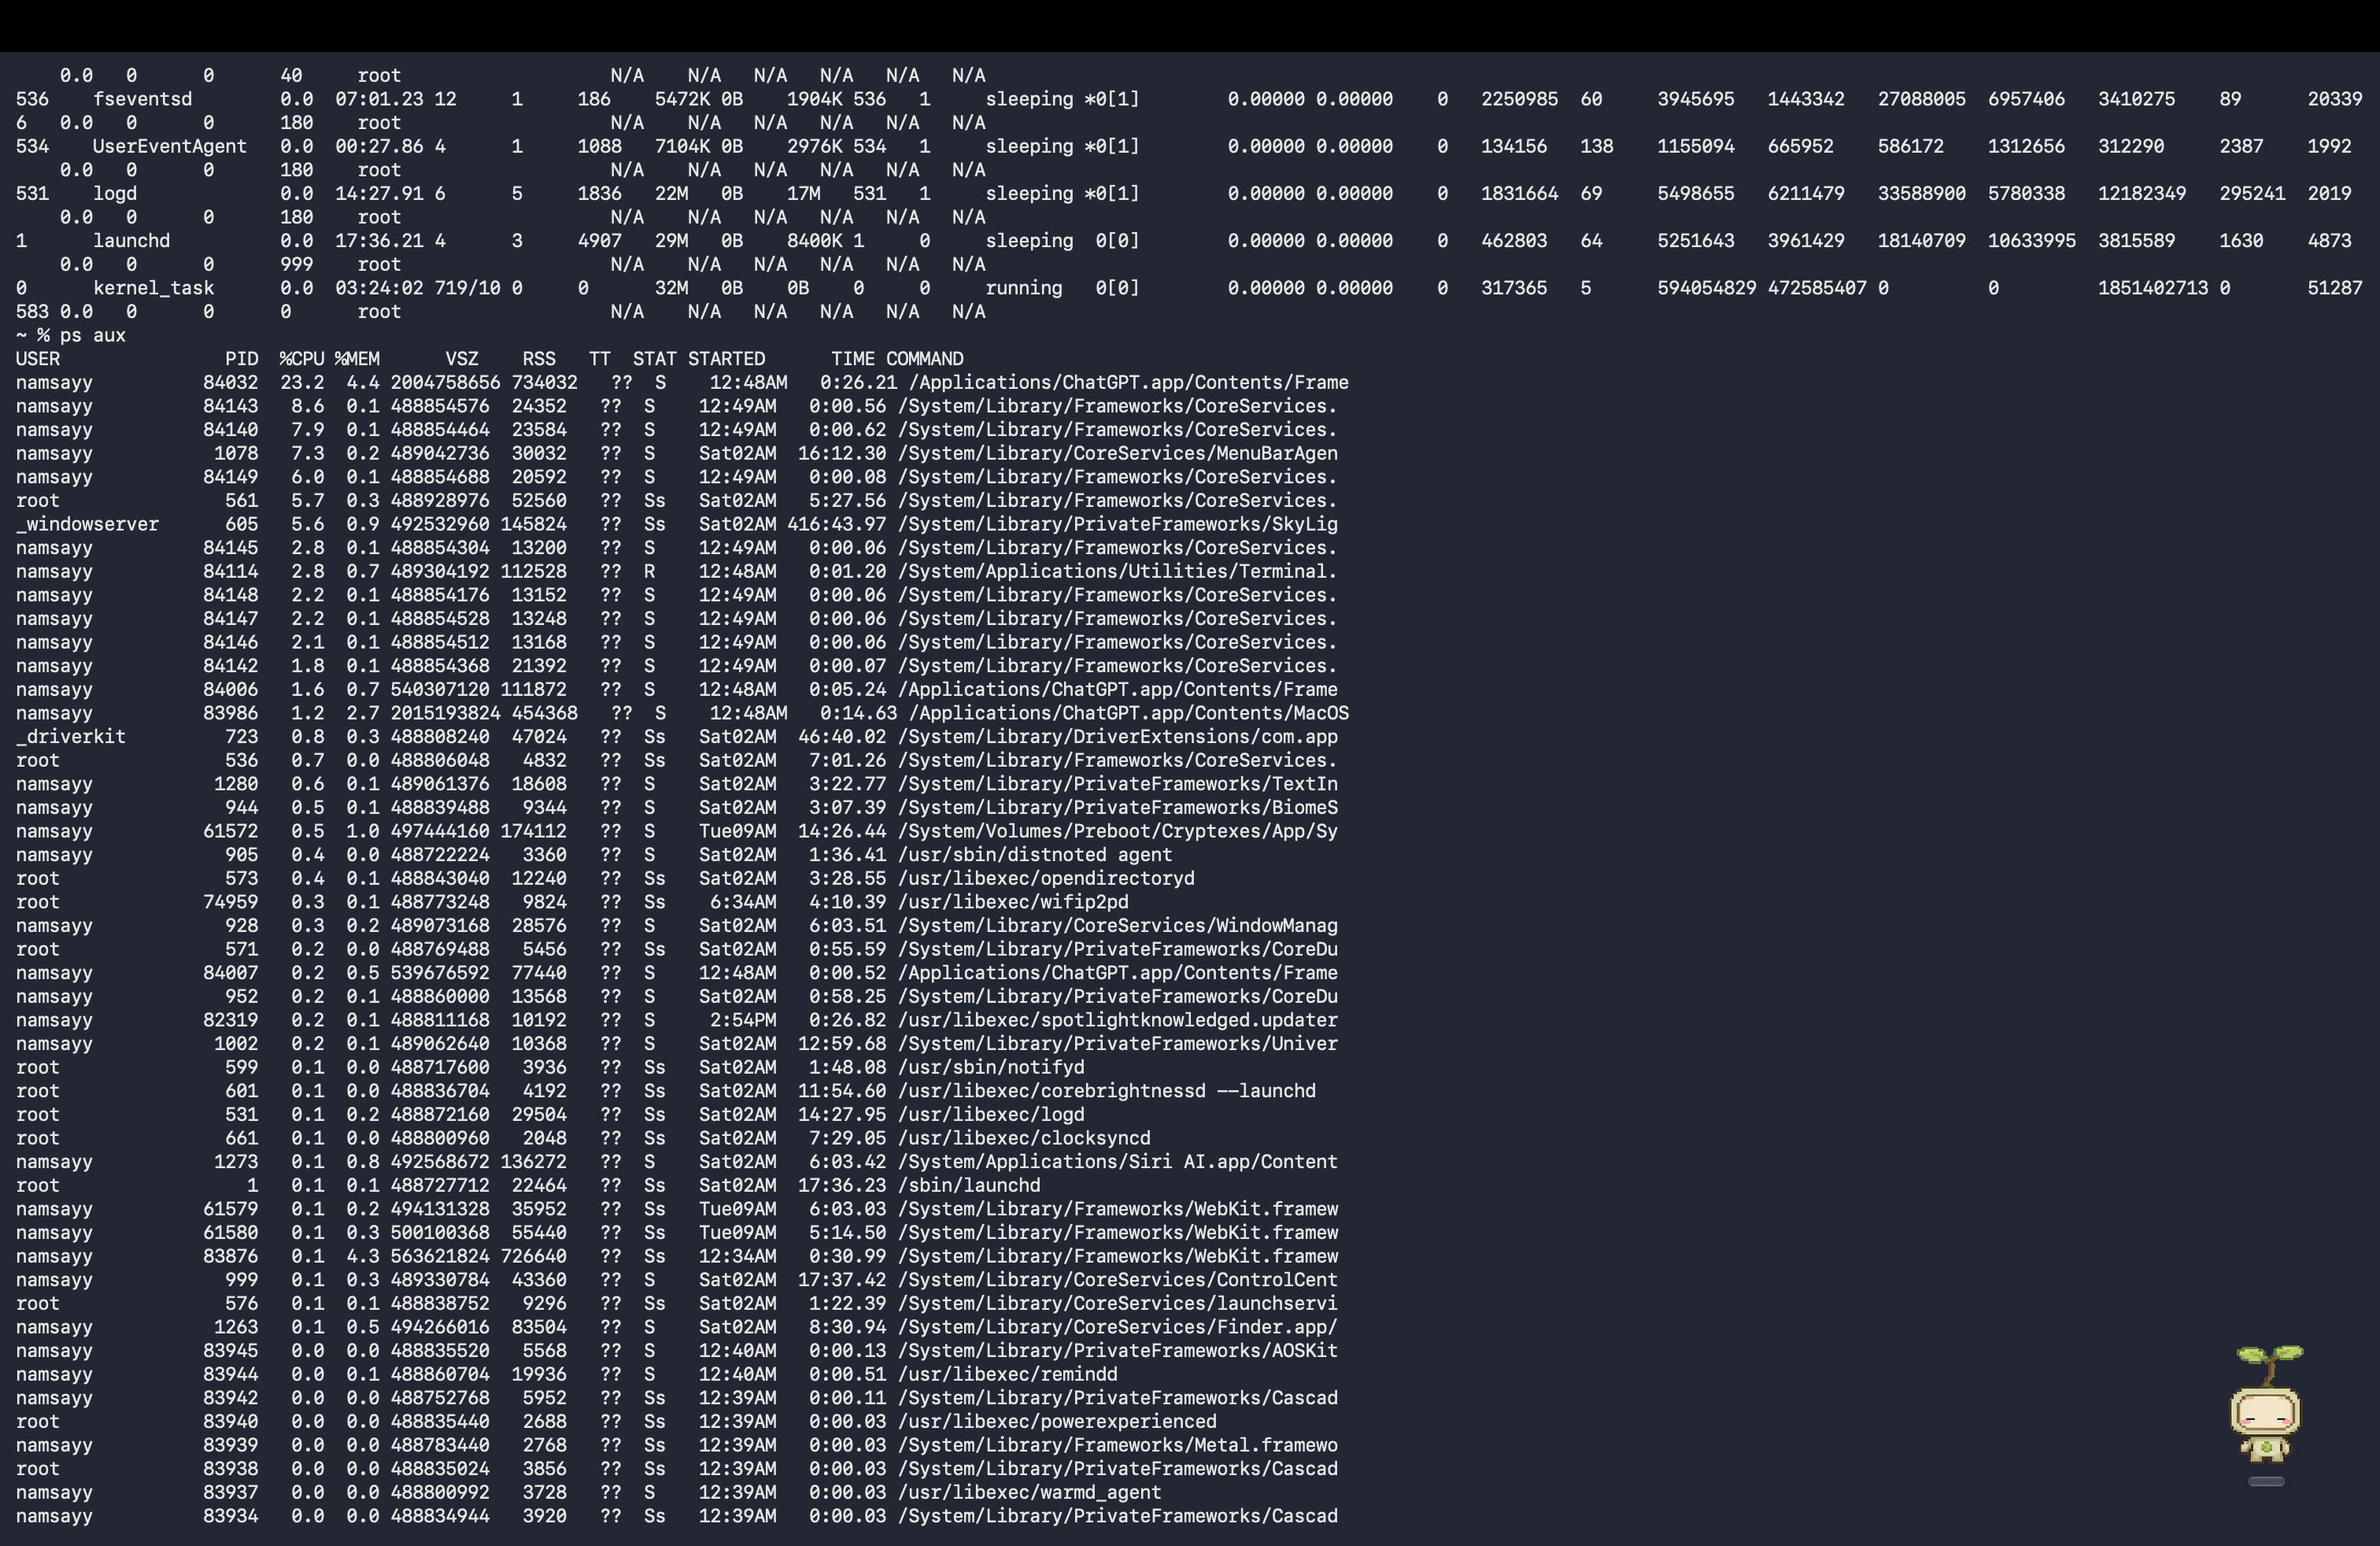 0.0 0 0 40 root N/A N/A N/A N/A N/A N/A
536 fseventsd 0.0 07:01.23 12 1 186 5472K 0B 1904K 536 1 sleeping *0[1] 0.00000 0.00000 0 2250985 60 3945695 1443342 27088005 6957406 3410275 89 20339
6 0.0 0 0 180 root N/A N/A N/A N/A N/A N/A
534 UserEventAgent 0.0 00:27.86 4 1 1088 7104K 0B 2976K 534 1 sleeping *0[1] 0.00000 0.00000 0 134156 138 1155094 665952 586172 1312656 312290 2387 1992
0.0 0 0 180 root N/A N/A N/A N/A N/A N/A
531 logd 0.0 14:27.91 6 5 1836 22M 0B 17M 531 1 sleeping *0[1] 0.00000 0.00000 0 1831664 69 5498655 6211479 33588900 5780338 12182349 295241 2019
0.0 0 0 180 root N/A N/A N/A N/A N/A N/A
1 launchd 0.0 17:36.21 4 3 4907 29M 0B 8400K 1 0 sleeping 0[0] 0.00000 0.00000 0 462803 64 5251643 3961429 18140709 10633995 3815589 1630 4873
0.0 0 0 999 root N/A N/A N/A N/A N/A N/A
0 kernel_task 0.0 03:24:02 719/10 0 0 32M 0B 0B 0 0 running 0[0] 0.00000 0.00000 0 317365 5 594054829 472585407 0 0 1851402713 0 51287
583 0.0 0 0 0 root N/A N/A N/A N/A N/A N/A
~ % ps aux
USER PID %CPU %MEM VSZ RSS TT STAT STARTED TIME COMMAND
namsayy 84032 23.2 4.4 2004758656 734032 ?? S 12:48AM 0:26.21 /Applications/ChatGPT.app/Contents/Frame
namsayy 84143 8.6 0.1 488854576 24352 ?? S 12:49AM 0:00.56 /System/Library/Frameworks/CoreServices.
namsayy 84140 7.9 0.1 488854464 23584 ?? S 12:49AM 0:00.62 /System/Library/Frameworks/CoreServices.
namsayy 1078 7.3 0.2 489042736 30032 ?? S Sat02AM 16:12.30 /System/Library/CoreServices/MenuBarAgen
namsayy 84149 6.0 0.1 488854688 20592 ?? S 12:49AM 0:00.08 /System/Library/Frameworks/CoreServices.
root 561 5.7 0.3 488928976 52560 ?? Ss Sat02AM 5:27.56 /System/Library/Frameworks/CoreServices.
_windowserver 605 5.6 0.9 492532960 145824 ?? Ss Sat02AM 416:43.97 /System/Library/PrivateFrameworks/SkyLig
namsayy 84145 2.8 0.1 488854304 13200 ?? S 12:49AM 0:00.06 /System/Library/Frameworks/CoreServices.
namsayy 84114 2.8 0.7 489304192 112528 ?? R 12:48AM 0:01.20 /System/Applications/Utilities/Terminal.
namsayy 84148 2.2 0.1 488854176 13152 ?? S 12:49AM 0:00.06 /System/Library/Frameworks/CoreServices.
namsayy 84147 2.2 0.1 488854528 13248 ?? S 12:49AM 0:00.06 /System/Library/Frameworks/CoreServices.
namsayy 84146 2.1 0.1 488854512 13168 ?? S 12:49AM 0:00.06 /System/Library/Frameworks/CoreServices.
namsayy 84142 1.8 0.1 488854368 21392 ?? S 12:49AM 0:00.07 /System/Library/Frameworks/CoreServices.
namsayy 84006 1.6 0.7 540307120 111872 ?? S 12:48AM 0:05.24 /Applications/ChatGPT.app/Contents/Frame
namsayy 83986 1.2 2.7 2015193824 454368 ?? S 12:48AM 0:14.63 /Applications/ChatGPT.app/Contents/MacOS
_driverkit 723 0.8 0.3 488808240 47024 ?? Ss Sat02AM 46:40.02 /System/Library/DriverExtensions/com.app
root 536 0.7 0.0 488806048 4832 ?? Ss Sat02AM 7:01.26 /System/Library/Frameworks/CoreServices.
namsayy 1280 0.6 0.1 489061376 18608 ?? S Sat02AM 3:22.77 /System/Library/PrivateFrameworks/TextIn
namsayy 944 0.5 0.1 488839488 9344 ?? S Sat02AM 3:07.39 /System/Library/PrivateFrameworks/BiomeS
namsayy 61572 0.5 1.0 497444160 174112 ?? S Tue09AM 14:26.44 /System/Volumes/Preboot/Cryptexes/App/Sy
namsayy 905 0.4 0.0 488722224 3360 ?? S Sat02AM 1:36.41 /usr/sbin/distnoted agent
root 573 0.4 0.1 488843040 12240 ?? Ss Sat02AM 3:28.55 /usr/libexec/opendirectoryd
root 74959 0.3 0.1 488773248 9824 ?? Ss 6:34AM 4:10.39 /usr/libexec/wifip2pd
namsayy 928 0.3 0.2 489073168 28576 ?? S Sat02AM 6:03.51 /System/Library/CoreServices/WindowManag
root 571 0.2 0.0 488769488 5456 ?? Ss Sat02AM 0:55.59 /System/Library/PrivateFrameworks/CoreDu
namsayy 84007 0.2 0.5 539676592 77440 ?? S 12:48AM 0:00.52 /Applications/ChatGPT.app/Contents/Frame
namsayy 952 0.2 0.1 488860000 13568 ?? S Sat02AM 0:58.25 /System/Library/PrivateFrameworks/CoreDu
namsayy 82319 0.2 0.1 488811168 10192 ?? S 2:54PM 0:26.82 /usr/libexec/spotlightknowledged.updater
namsayy 1002 0.2 0.1 489062640 10368 ?? S Sat02AM 12:59.68 /System/Library/PrivateFrameworks/Univer
root 599 0.1 0.0 488717600 3936 ?? Ss Sat02AM 1:48.08 /usr/sbin/notifyd
root 601 0.1 0.0 488836704 4192 ?? Ss Sat02AM 11:54.60 /usr/libexec/corebrightnessd --launchd
root 531 0.1 0.2 488872160 29504 ?? Ss Sat02AM 14:27.95 /usr/libexec/logd
root 661 0.1 0.0 488800960 2048 ?? Ss Sat02AM 7:29.05 /usr/libexec/clocksyncd
namsayy 1273 0.1 0.8 492568672 136272 ?? S Sat02AM 6:03.42 /System/Applications/Siri AI.app/Content
root 1 0.1 0.1 488727712 22464 ?? Ss Sat02AM 17:36.23 /sbin/launchd
namsayy 61579 0.1 0.2 494131328 35952 ?? Ss Tue09AM 6:03.03 /System/Library/Frameworks/WebKit.framew
namsayy 61580 0.1 0.3 500100368 55440 ?? Ss Tue09AM 5:14.50 /System/Library/Frameworks/WebKit.framew
namsayy 83876 0.1 4.3 563621824 726640 ?? Ss 12:34AM 0:30.99 /System/Library/Frameworks/WebKit.framew
namsayy 999 0.1 0.3 489330784 43360 ?? S Sat02AM 17:37.42 /System/Library/CoreServices/ControlCent
root 576 0.1 0.1 488838752 9296 ?? Ss Sat02AM 1:22.39 /System/Library/CoreServices/launchservi
namsayy 1263 0.1 0.5 494266016 83504 ?? S Sat02AM 8:30.94 /System/Library/CoreServices/Finder.app/
namsayy 83945 0.0 0.0 488835520 5568 ?? S 12:40AM 0:00.13 /System/Library/PrivateFrameworks/AOSKit
namsayy 83944 0.0 0.1 488860704 19936 ?? S 12:40AM 0:00.51 /usr/libexec/remindd
namsayy 83942 0.0 0.0 488752768 5952 ?? Ss 12:39AM 0:00.11 /System/Library/PrivateFrameworks/Cascad
root 83940 0.0 0.0 488835440 2688 ?? Ss 12:39AM 0:00.03 /usr/libexec/powerexperienced
namsayy 83939 0.0 0.0 488783440 2768 ?? Ss 12:39AM 0:00.03 /System/Library/Frameworks/Metal.framewo
root 83938 0.0 0.0 488835024 3856 ?? Ss 12:39AM 0:00.03 /System/Library/PrivateFrameworks/Cascad
namsayy 83937 0.0 0.0 488800992 3728 ?? S 12:39AM 0:00.03 /usr/libexec/warmd_agent
namsayy 83934 0.0 0.0 488834944 3920 ?? Ss 12:39AM 0:00.03 /System/Library/PrivateFrameworks/Cascad